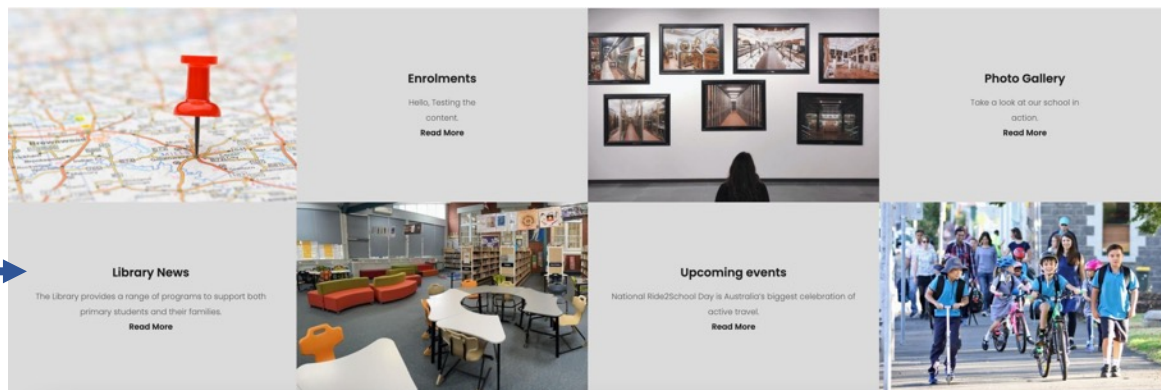 Enrolments
Hello, Testing the
content.
Read More
Photo Gallery
Take a look at our school in
action.
Read More
Library News
The Library provides a range of programs to support both
primary students and their families.
Read More
Upcoming events
National Ride2School Day is Australia's biggest celebration of
active travel.
Read More